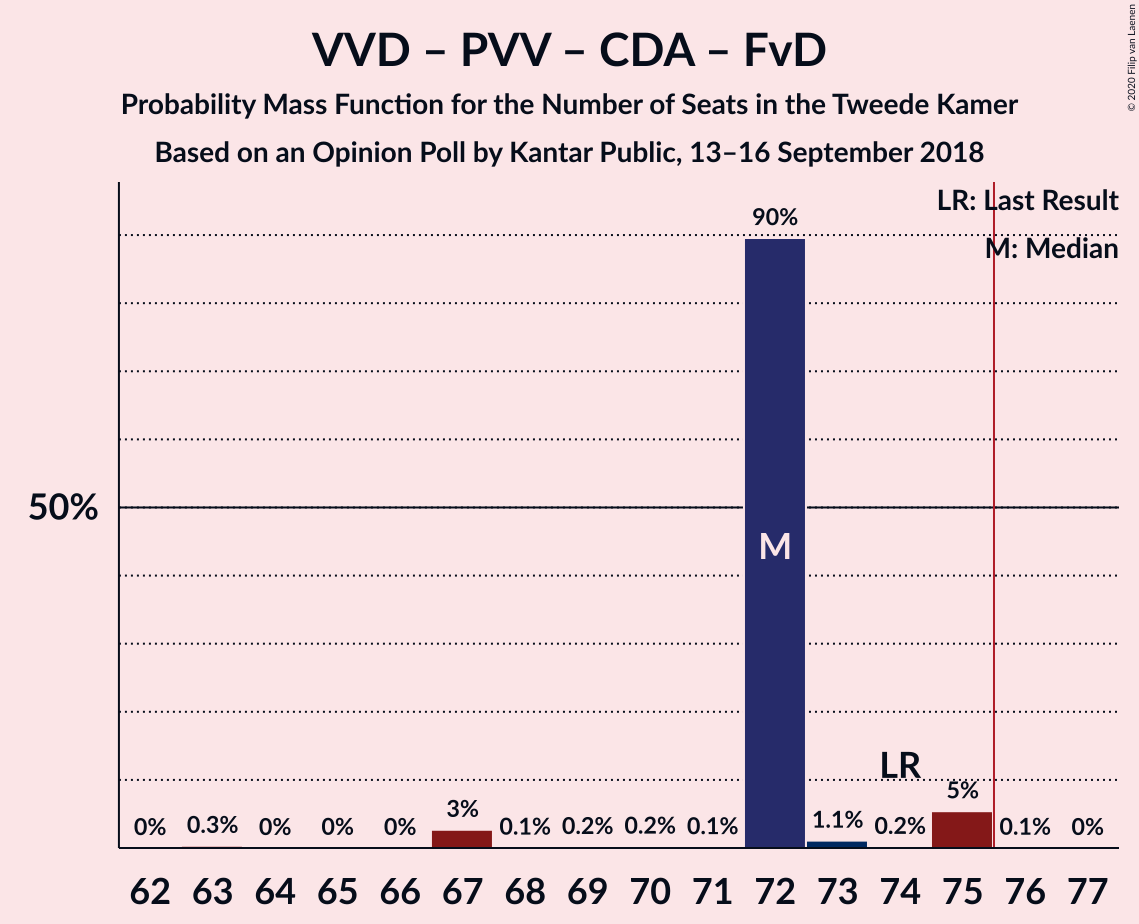 VVD – PVV – CDA – FvD
Probability Mass Function for the Number of Seats in the Tweede Kamer
Based on an Opinion Poll by Kantar Public, 13–16 September 2018
© 2020 Filip van Laenen
LR: Last Result
M: Median
90%
50%
M
LR
0% 0.3% 0% 0% 0% 3% 0.1% 0.2% 0.2% 0.1% 1.1% 0.2% 5% 0.1% 0%
62 63 64 65 66 67 68 69 70 71 72 73 74 75 76 77